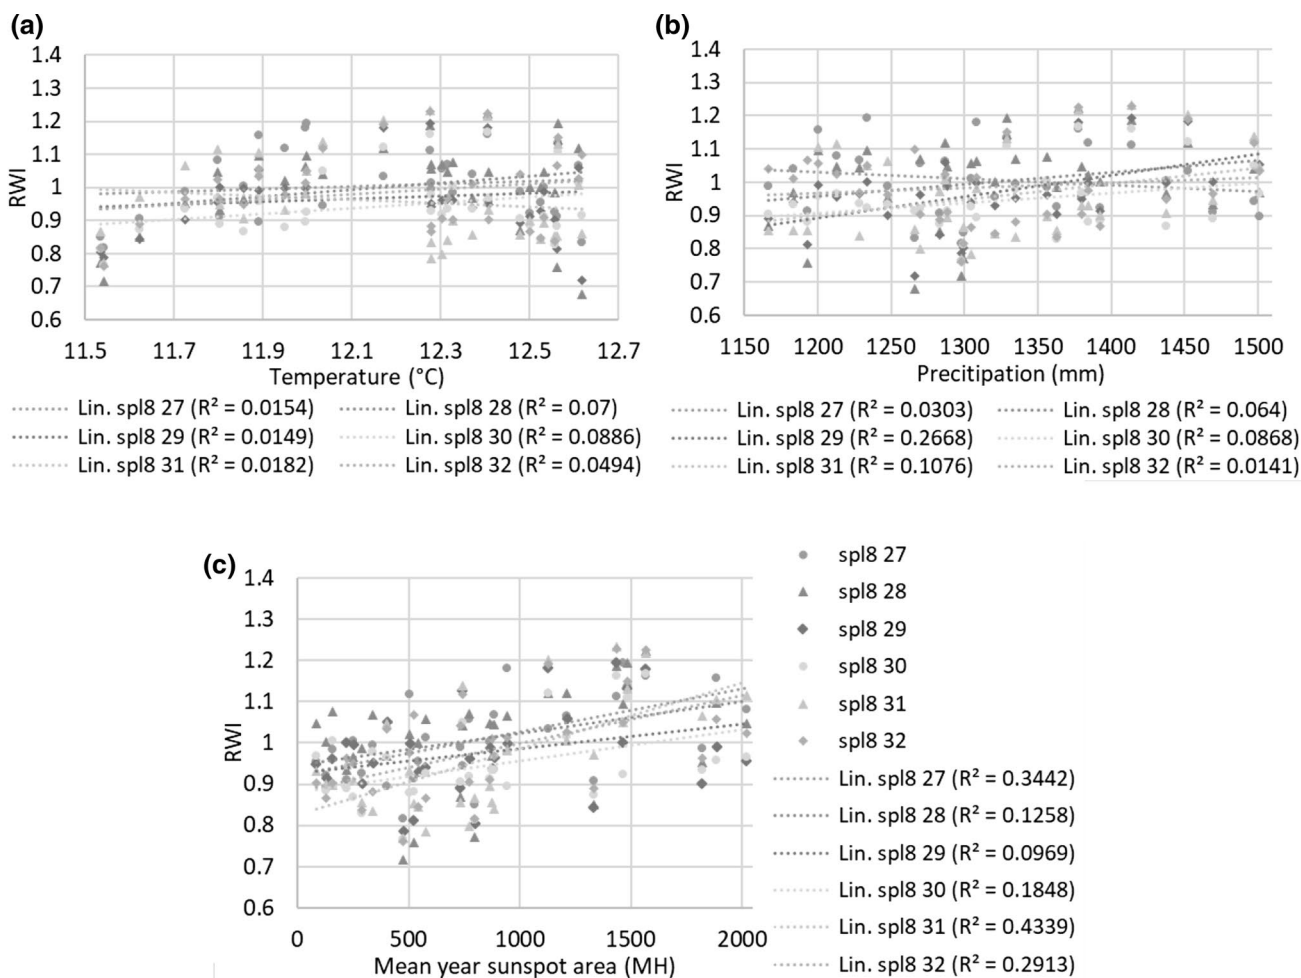 (a)
1.4
1.3
1.2
1.1
1
0.9
0.8
0.7
0.6
RWI
11.5 11.7 11.9 12.1 12.3 12.5 12.7
Temperature (°C)
Lin. spl8 27 (R² = 0.0154) Lin. spl8 28 (R² = 0.07)
Lin. spl8 29 (R² = 0.0149) Lin. spl8 30 (R² = 0.0886)
Lin. spl8 31 (R² = 0.0182) Lin. spl8 32 (R² = 0.0494)
(b)
1.4
1.3
1.2
1.1
1
0.9
0.8
0.7
0.6
RWI
1150 1200 1250 1300 1350 1400 1450 1500
Precitipation (mm)
Lin. spl8 27 (R² = 0.0303) Lin. spl8 28 (R² = 0.064)
Lin. spl8 29 (R² = 0.2668) Lin. spl8 30 (R² = 0.0868)
Lin. spl8 31 (R² = 0.1076) Lin. spl8 32 (R² = 0.0141)
(c)
1.4
1.3
1.2
1.1
1
0.9
0.8
0.7
0.6
RWI
0 500 1000 1500 2000
Mean year sunspot area (MH)
spl8 27
spl8 28
spl8 29
spl8 30
spl8 31
spl8 32
Lin. spl8 27 (R² = 0.3442)
Lin. spl8 28 (R² = 0.1258)
Lin. spl8 29 (R² = 0.0969)
Lin. spl8 30 (R² = 0.1848)
Lin. spl8 31 (R² = 0.4339)
Lin. spl8 32 (R² = 0.2913)